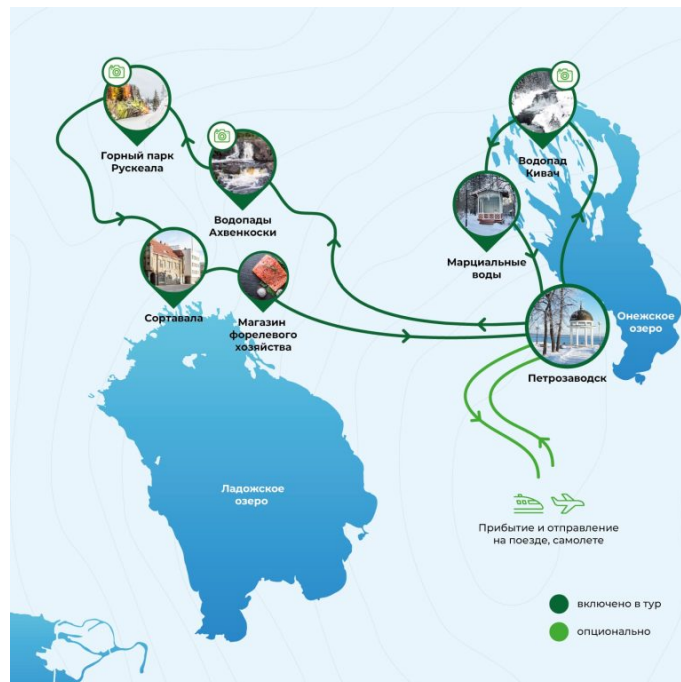 Горный парк
Рускеала
Водопады
Ахвенкоски
Водопад
Кивач
Марциальные
воды
Сортавала
Магазин
форелевого
хозяйства
Онежское
озеро
Петрозаводск
Ладожское
озеро
Прибытие и отправление
на поезде, самолете
включено в тур
опционально